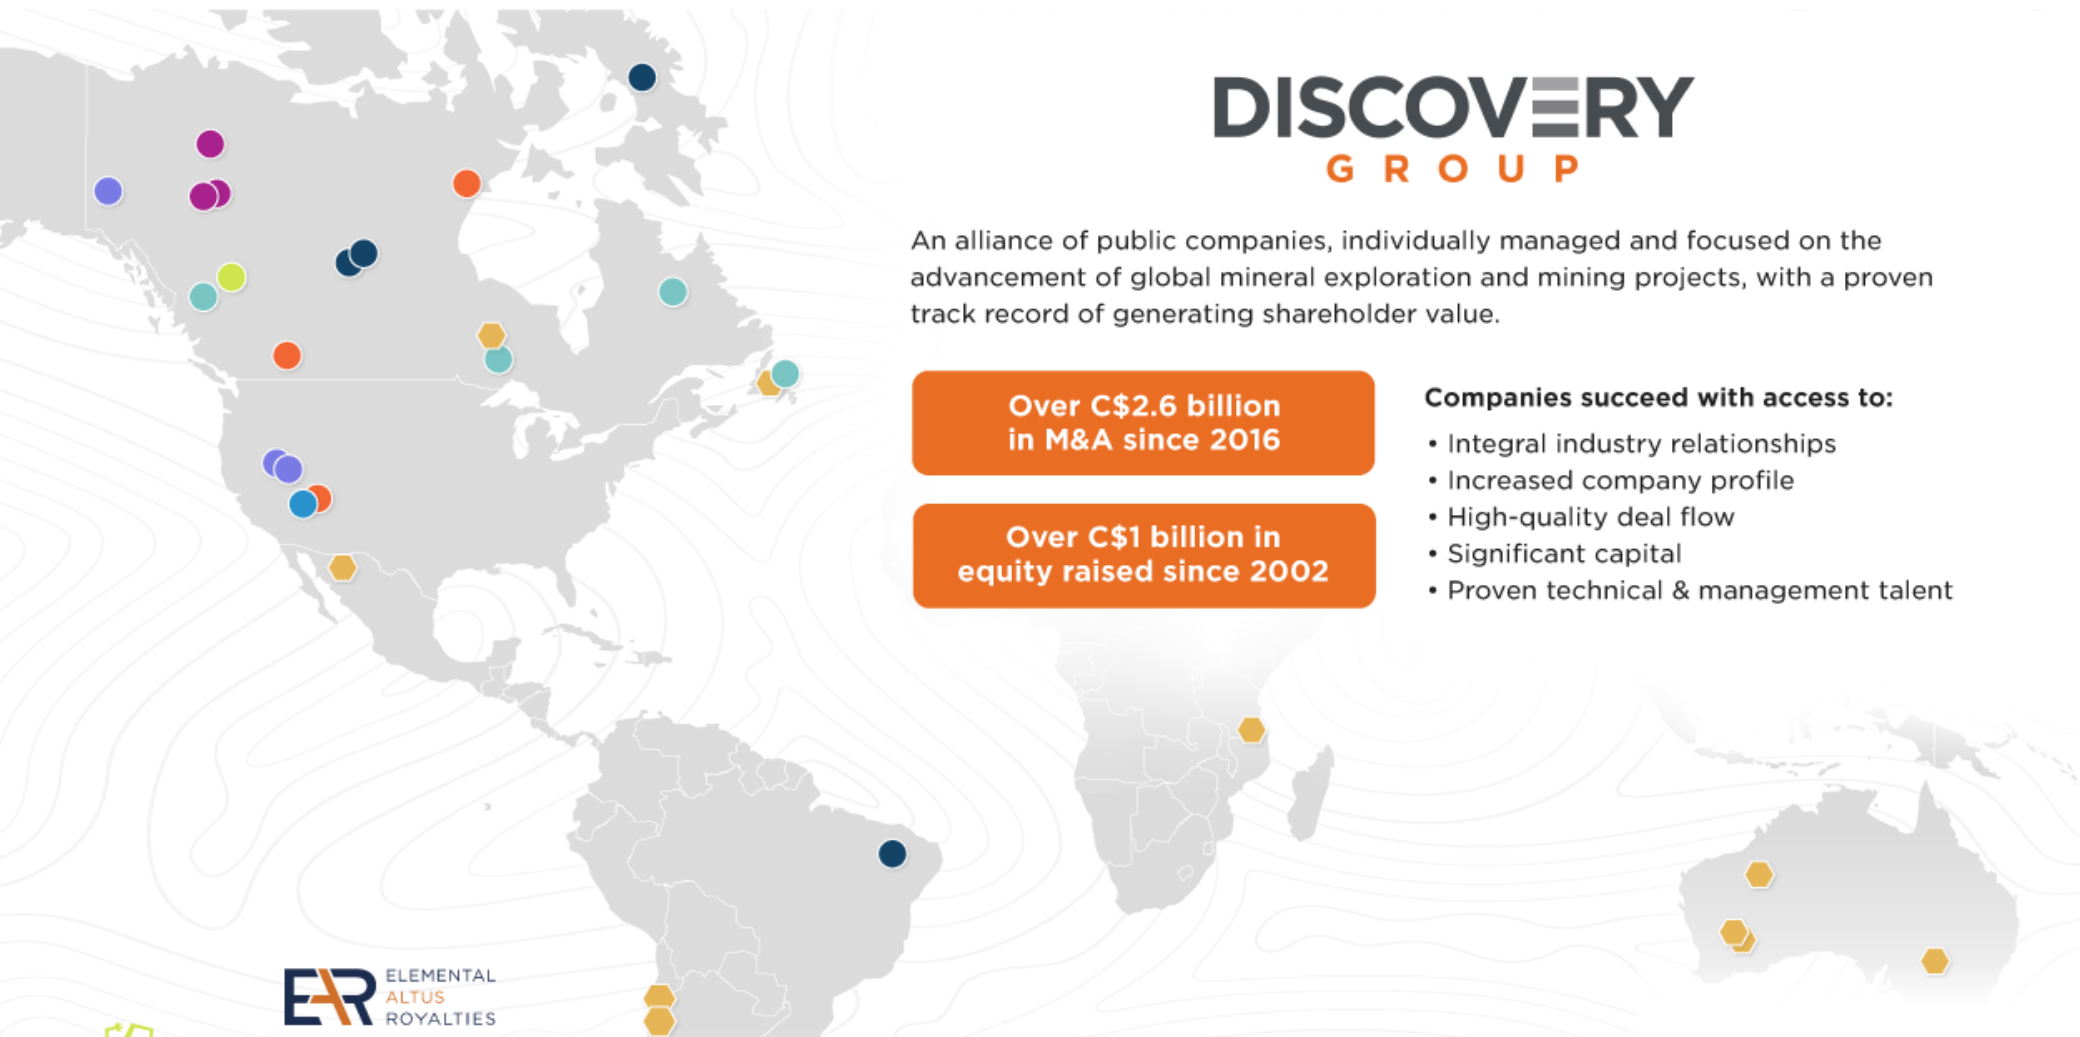 DISCOVERY
GROUP
An alliance of public companies, individually managed and focused on the
advancement of global mineral exploration and mining projects, with a proven
track record of generating shareholder value.
Over C$2.6 billion
in M&A since 2016
Over C$1 billion in
equity raised since 2002
Companies succeed with access to:
• Integral industry relationships
• Increased company profile
• High-quality deal flow
• Significant capital
• Proven technical & management talent
EAR
ELEMENTAL
ALTUS
ROYALTIES